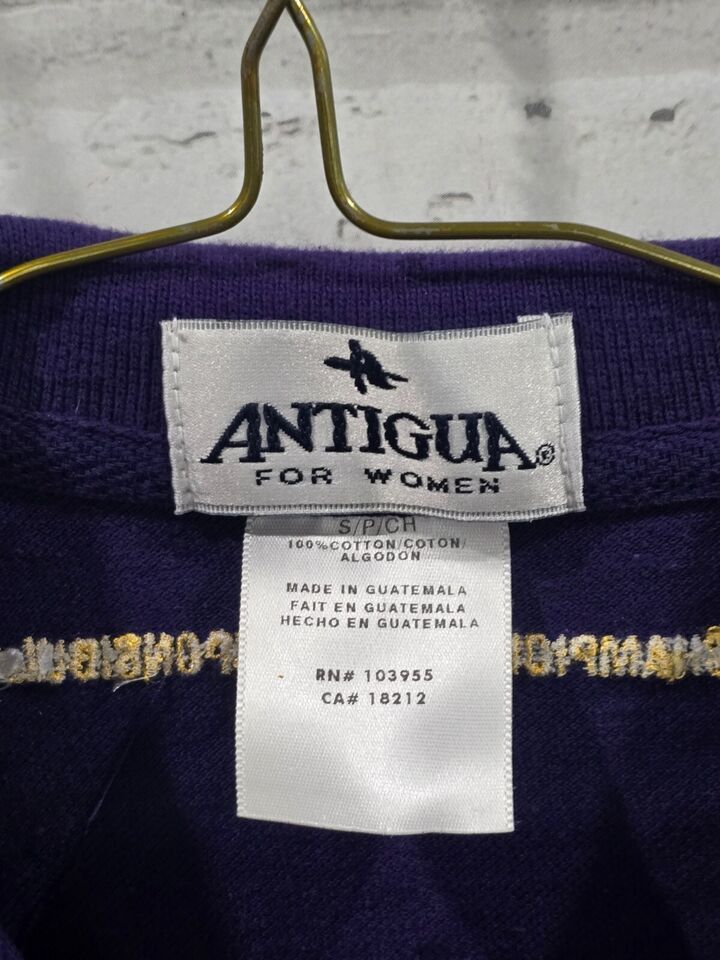 ANTIGUA®
FOR WOMEN
S/P/CH
100%COTTON/COTON/
ALGODON
MADE IN GUATEMALA
FAIT EN GUATEMALA
HECHO EN GUATEMALA
RN# 103955
CA# 18212